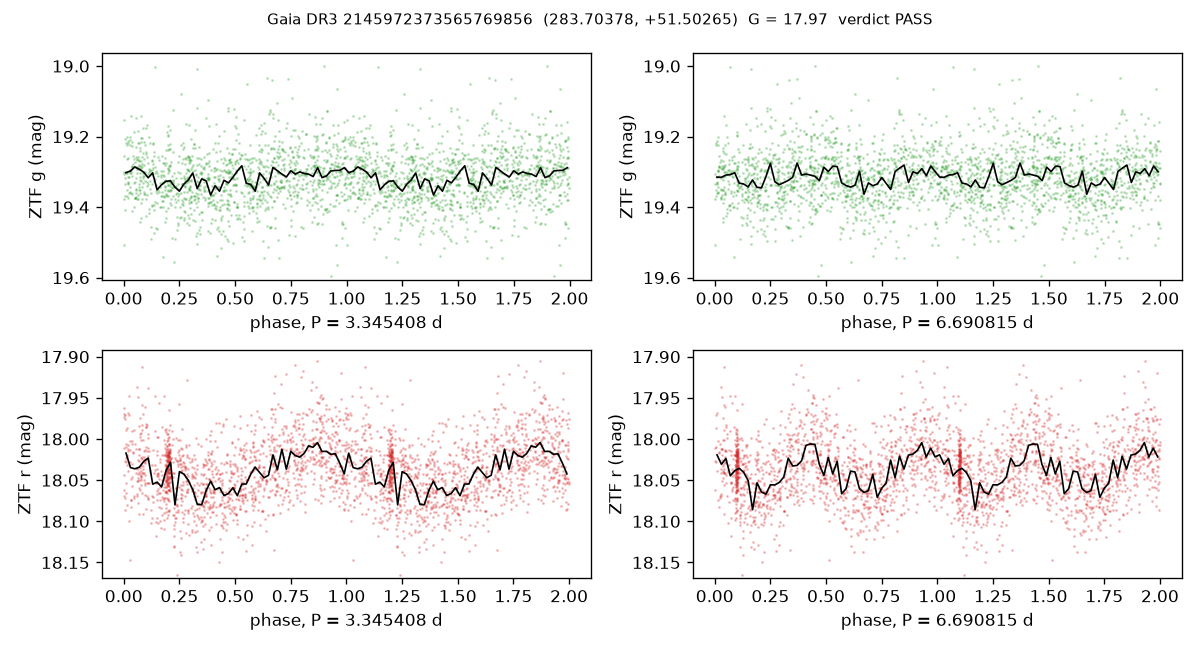 Gaia DR3 2145972373565769856  (283.70378, +51.50265)  G = 17.97  verdict PASS
ZTF g (mag)
19.0
19.2
19.4
19.6
0.00 0.25 0.50 0.75 1.00 1.25 1.50 1.75 2.00
phase, P = 3.345408 d
ZTF g (mag)
19.0
19.2
19.4
19.6
0.00 0.25 0.50 0.75 1.00 1.25 1.50 1.75 2.00
phase, P = 6.690815 d
ZTF r (mag)
17.90
17.95
18.00
18.05
18.10
18.15
0.00 0.25 0.50 0.75 1.00 1.25 1.50 1.75 2.00
phase, P = 3.345408 d
ZTF r (mag)
17.90
17.95
18.00
18.05
18.10
18.15
0.00 0.25 0.50 0.75 1.00 1.25 1.50 1.75 2.00
phase, P = 6.690815 d